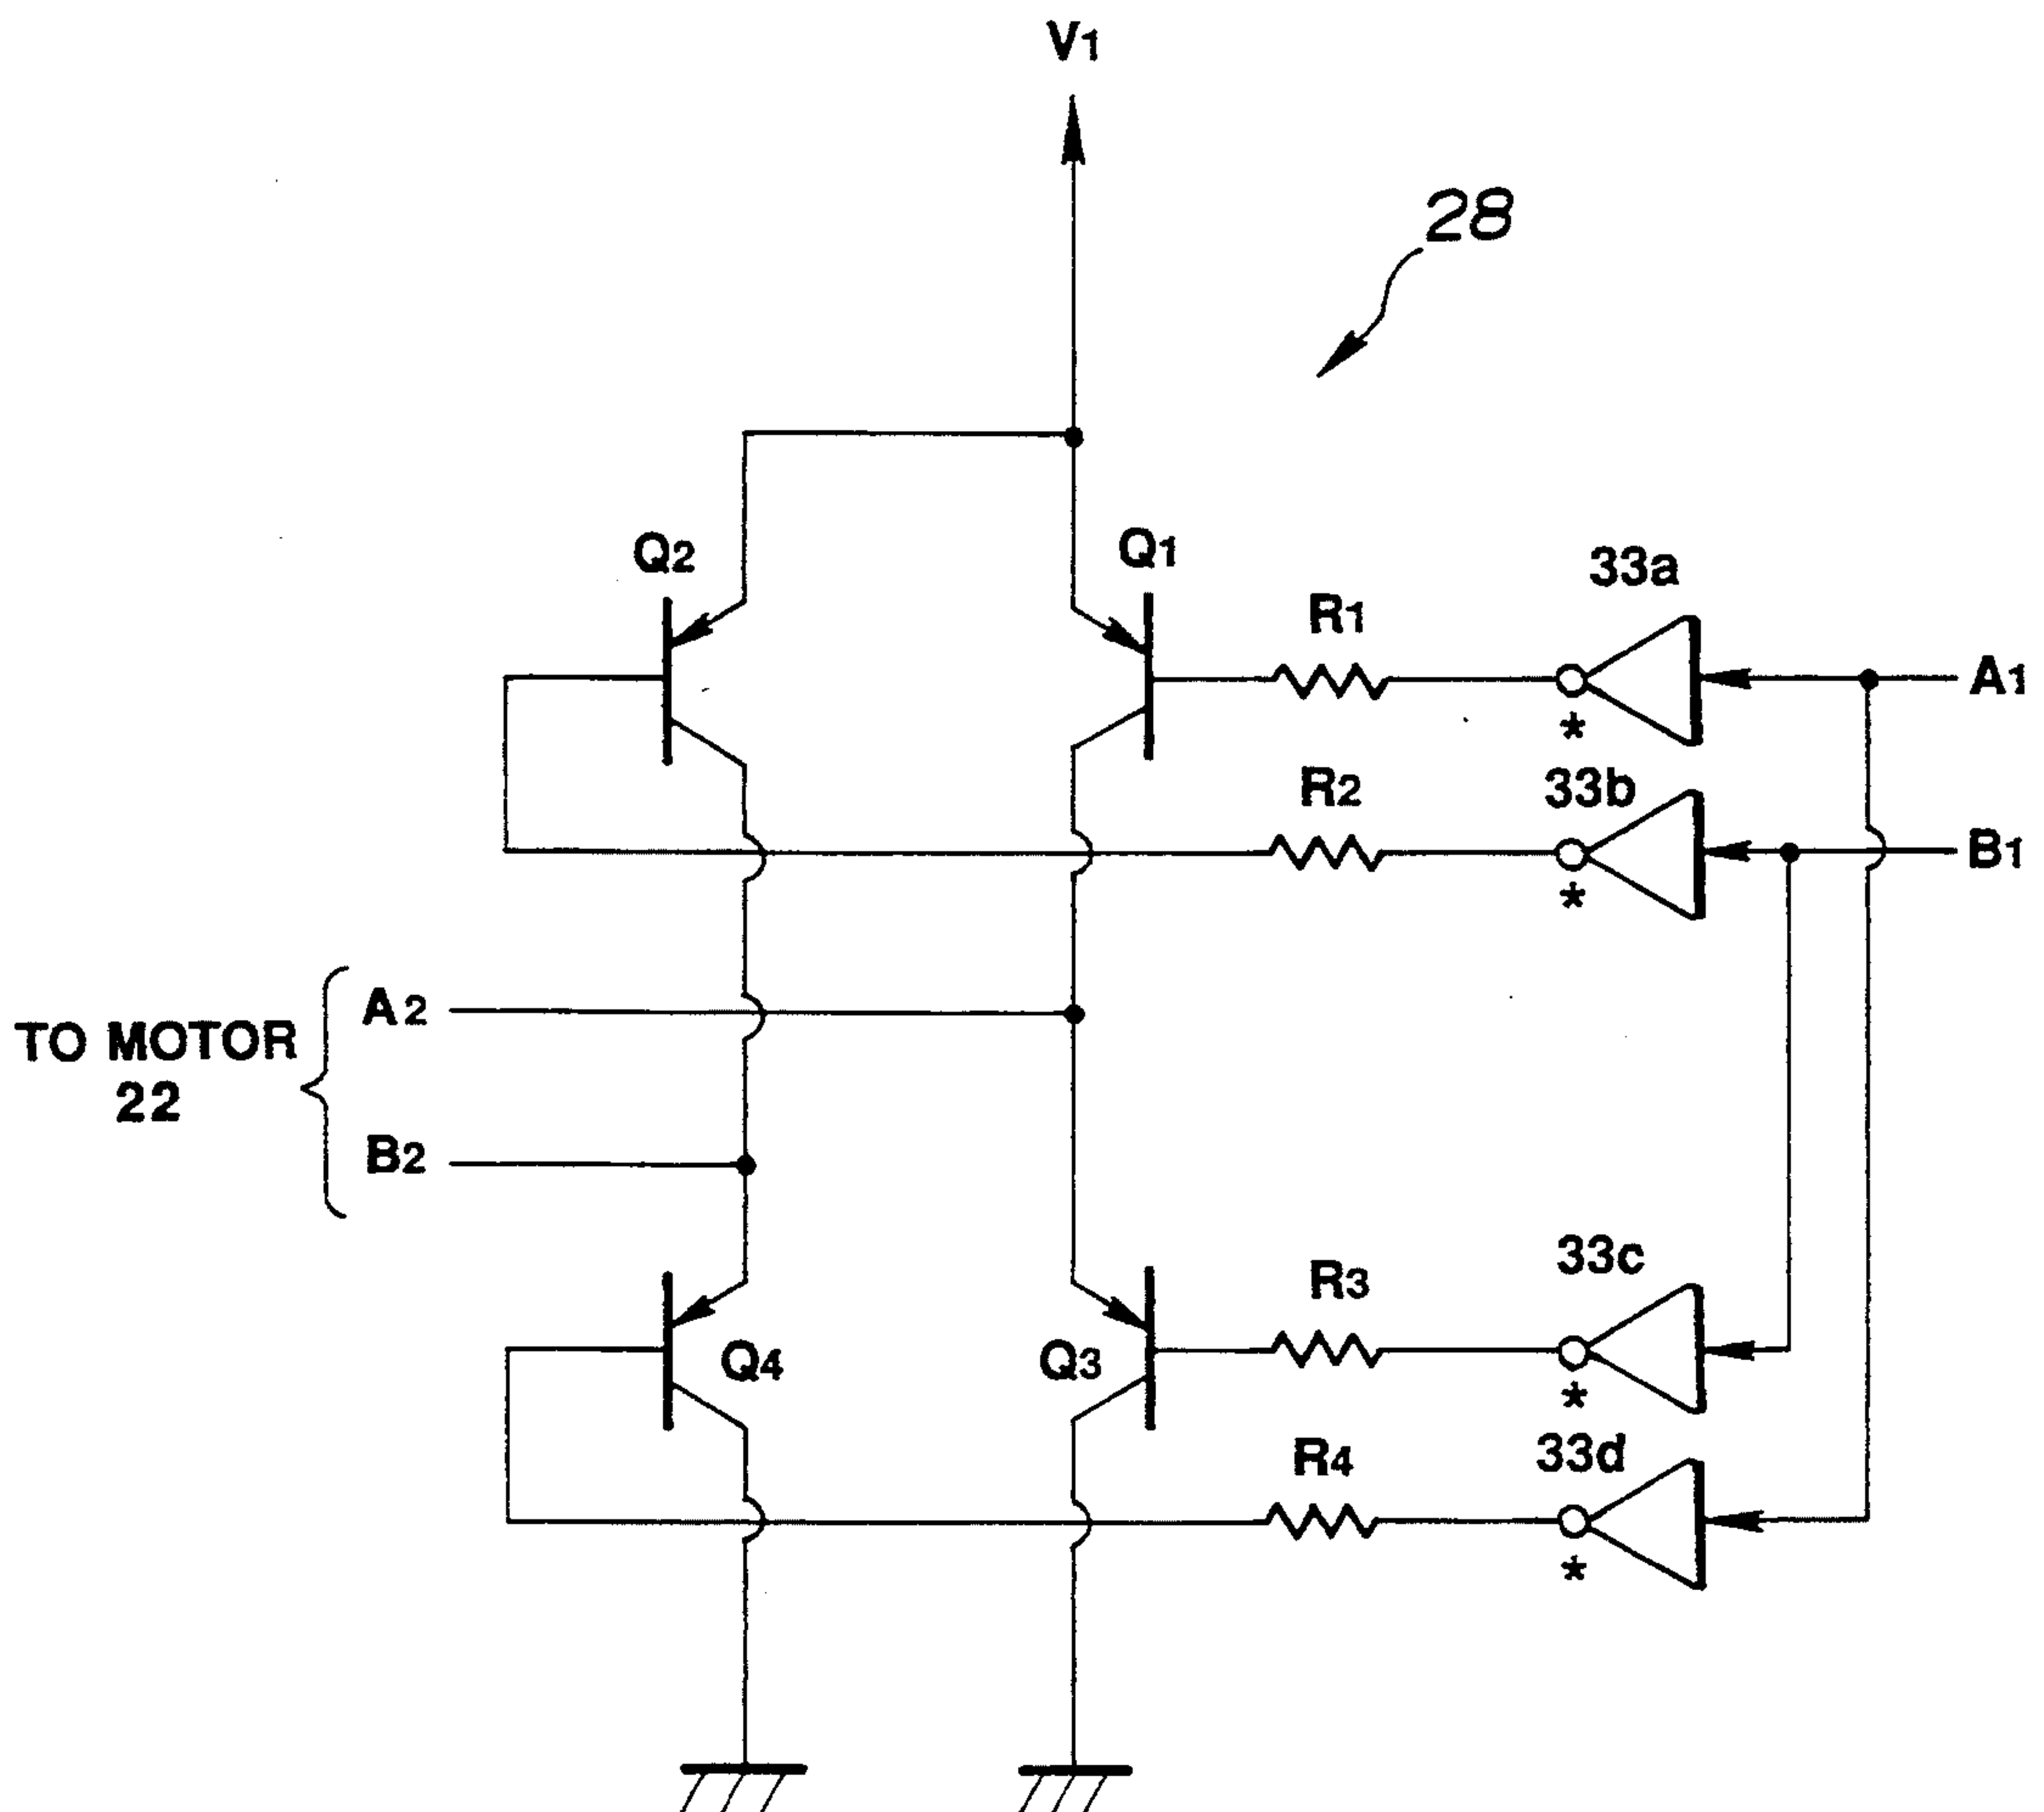 V1
28
Q2
Q1
R1
33a
A1
R2
33b
B1
*
*
A2
TO MOTOR
22
B2
Q4
Q3
R3
33c
*
R4
33d
*